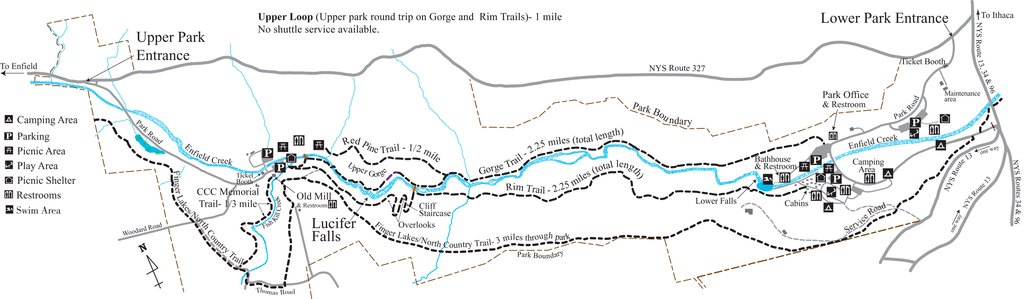 Upper Loop (Upper park round trip on Gorge and Rim Trails)- 1 mile
No shuttle service available.
Lower Park Entrance
To Ithaca
NYS Route 13, 34 & 96
Upper Park
Entrance
To Enfield
NYS Route 327
Ticket Booth
Maintenance
area
Park Office
& Restroom
Park Road
Park Boundary
Camping Area
Parking
Picnic Area
Play Area
Picnic Shelter
Restrooms
Swim Area
Park Road
Enfield Creek
Red Pine Trail - 1/2 mile
Upper Gorge
Gorge Trail - 2.25 miles (total length)
Rim Trail - 2.25 miles (total length)
Enfield Creek
Bathhouse
& Restroom
Camping
Area
Cabins
Lower Falls
one way
NYS Route 13
NYS Route 13
one way
NYS Routes 34 & 96
Service Road
Ticket
Booth
CCC Memorial
Trail- 1/3 mile
Fish Kill Creek
Old Mill
& Restroom
Lucifer
Falls
Cliff
Staircase
Overlooks
Finger Lakes/North Country Trail
Finger Lakes/North Country Trail- 3 miles through park
Park Boundary
Woodard Road
Thomas Road
N